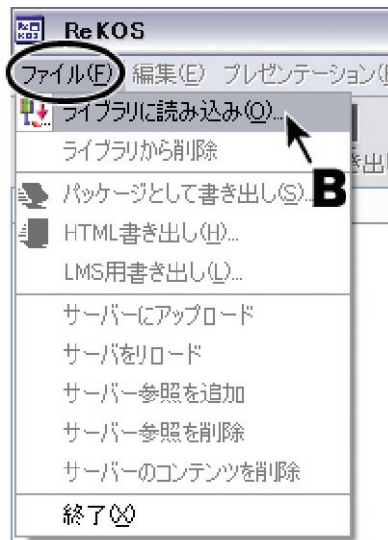 ReKOS
ファイル(F) 編集(E) プレゼンテーション(
ライブラリに読み込み(O)...
ライブラリから削除
き出
パッケージとして書き出し(S)...
B
HTML書き出し(H)...
LMS用書き出し(L)...
サーバーにアップロード
サーバをリロード
サーバー参照を追加
サーバー参照を削除
サーバーのコンテンツを削除
終了(X)